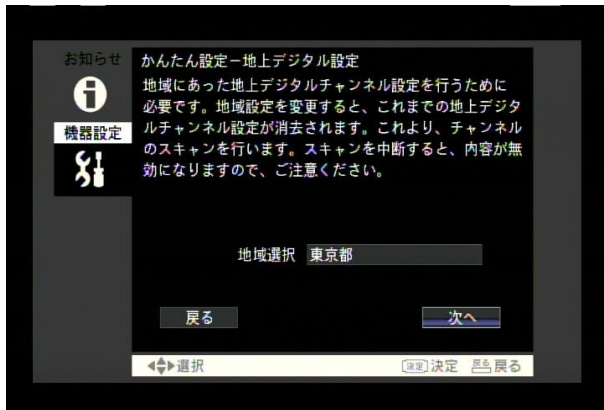 お知らせ
機器設定
かんたん設定－地上デジタル設定
地域にあった地上デジタルチャンネル設定を行うために
必要です。地域設定を変更すると、これまでの地上デジタ
ルチャンネル設定が消去されます。これより、チャンネル
のスキャンを行います。スキャンを中断すると、内容が無
効になりますので、ご注意ください。
地域選択 東京都
戻る 次へ
選択 決定 決定 戻る 戻る